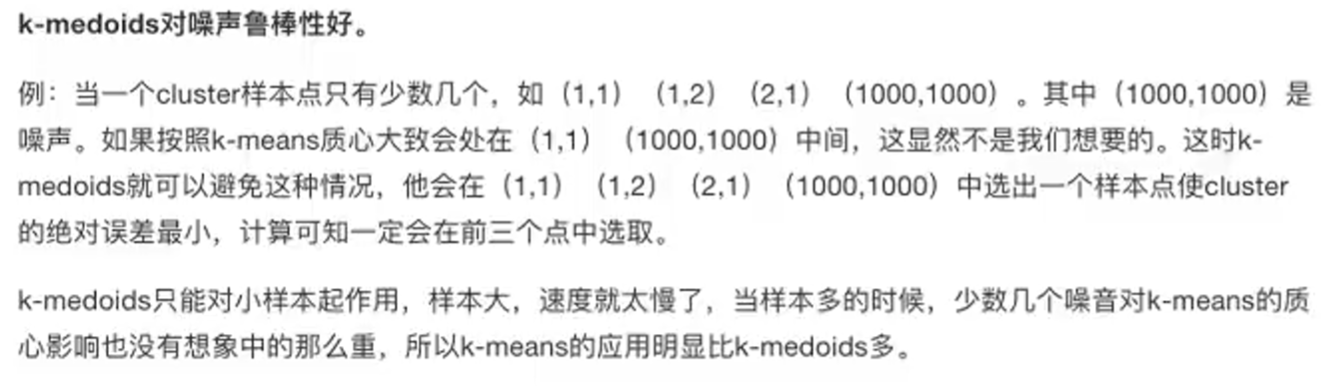 k-medoids对噪声鲁棒性好。
例：当一个cluster样本点只有少数几个，如（1,1）（1,2）（2,1）（1000,1000）。其中（1000,1000）是
噪声。如果按照k-means质心大致会处在（1,1）（1000,1000）中间，这显然不是我们想要的。这时k-
medoids就可以避免这种情况，他会在（1,1）（1,2）（2,1）（1000,1000）中选出一个样本点使cluster
的绝对误差最小，计算可知一定会在前三个点中选取。
k-medoids只能对小样本起作用，样本大，速度就太慢了，当样本多的时候，少数几个噪音对k-means的质
心影响也没有想象中的那么重，所以k-means的应用明显比k-medoids多。